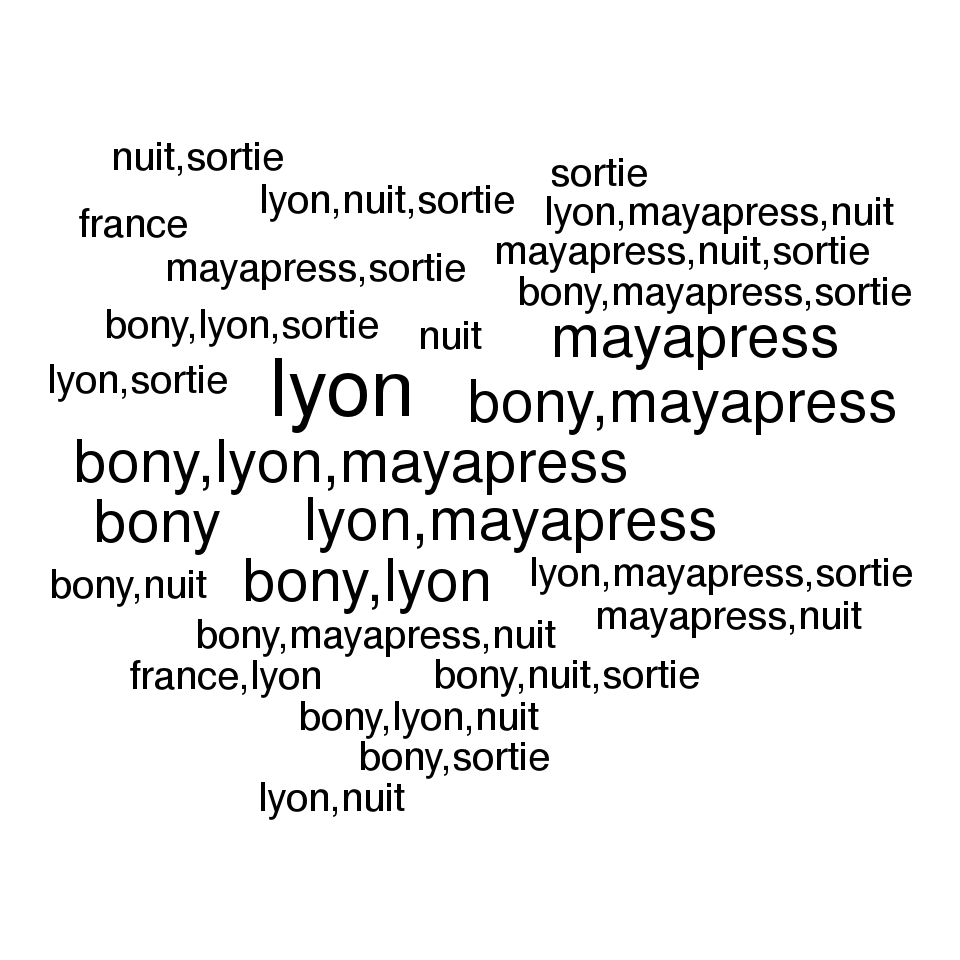 nuit,sortie
sortie
lyon,nuit,sortie
lyon,mayapress,nuit
france
mayapress,nuit,sortie
mayapress,sortie
bony,mayapress,sortie
bony,lyon,sortie
nuit
mayapress
lyon,sortie
lyon
bony,mayapress
bony,lyon,mayapress
bony
lyon,mayapress
bony,nuit
bony,lyon
lyon,mayapress,sortie
mayapress,nuit
bony,mayapress,nuit
france,lyon
bony,nuit,sortie
bony,lyon,nuit
bony,sortie
lyon,nuit